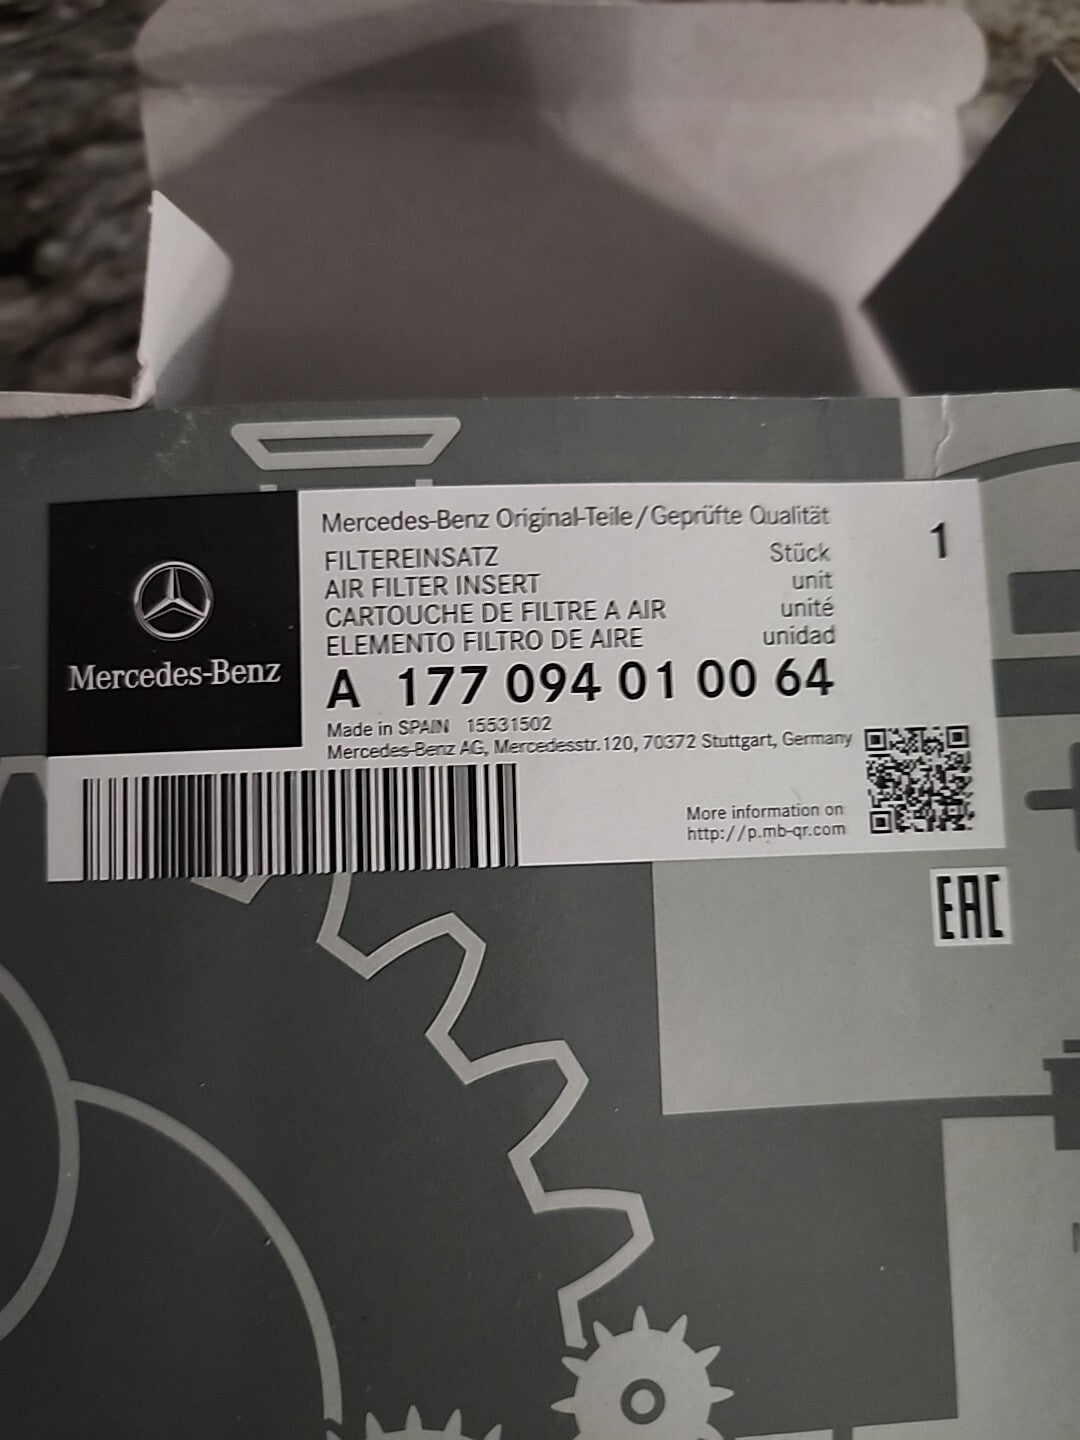 Mercedes-Benz
Mercedes-Benz Original-Teile/Geprüfte Qualität
FILTEREINSATZ Stück 1
AIR FILTER INSERT unit
CARTOUCHE DE FILTRE A AIR unité
ELEMENTO FILTRO DE AIRE unidad
A 177 094 01 00 64
Made in SPAIN 15531502
Mercedes-Benz AG, Mercedesstr.120, 70372 Stuttgart, Germany
More information on
http://p.mb-qr.com
EAC